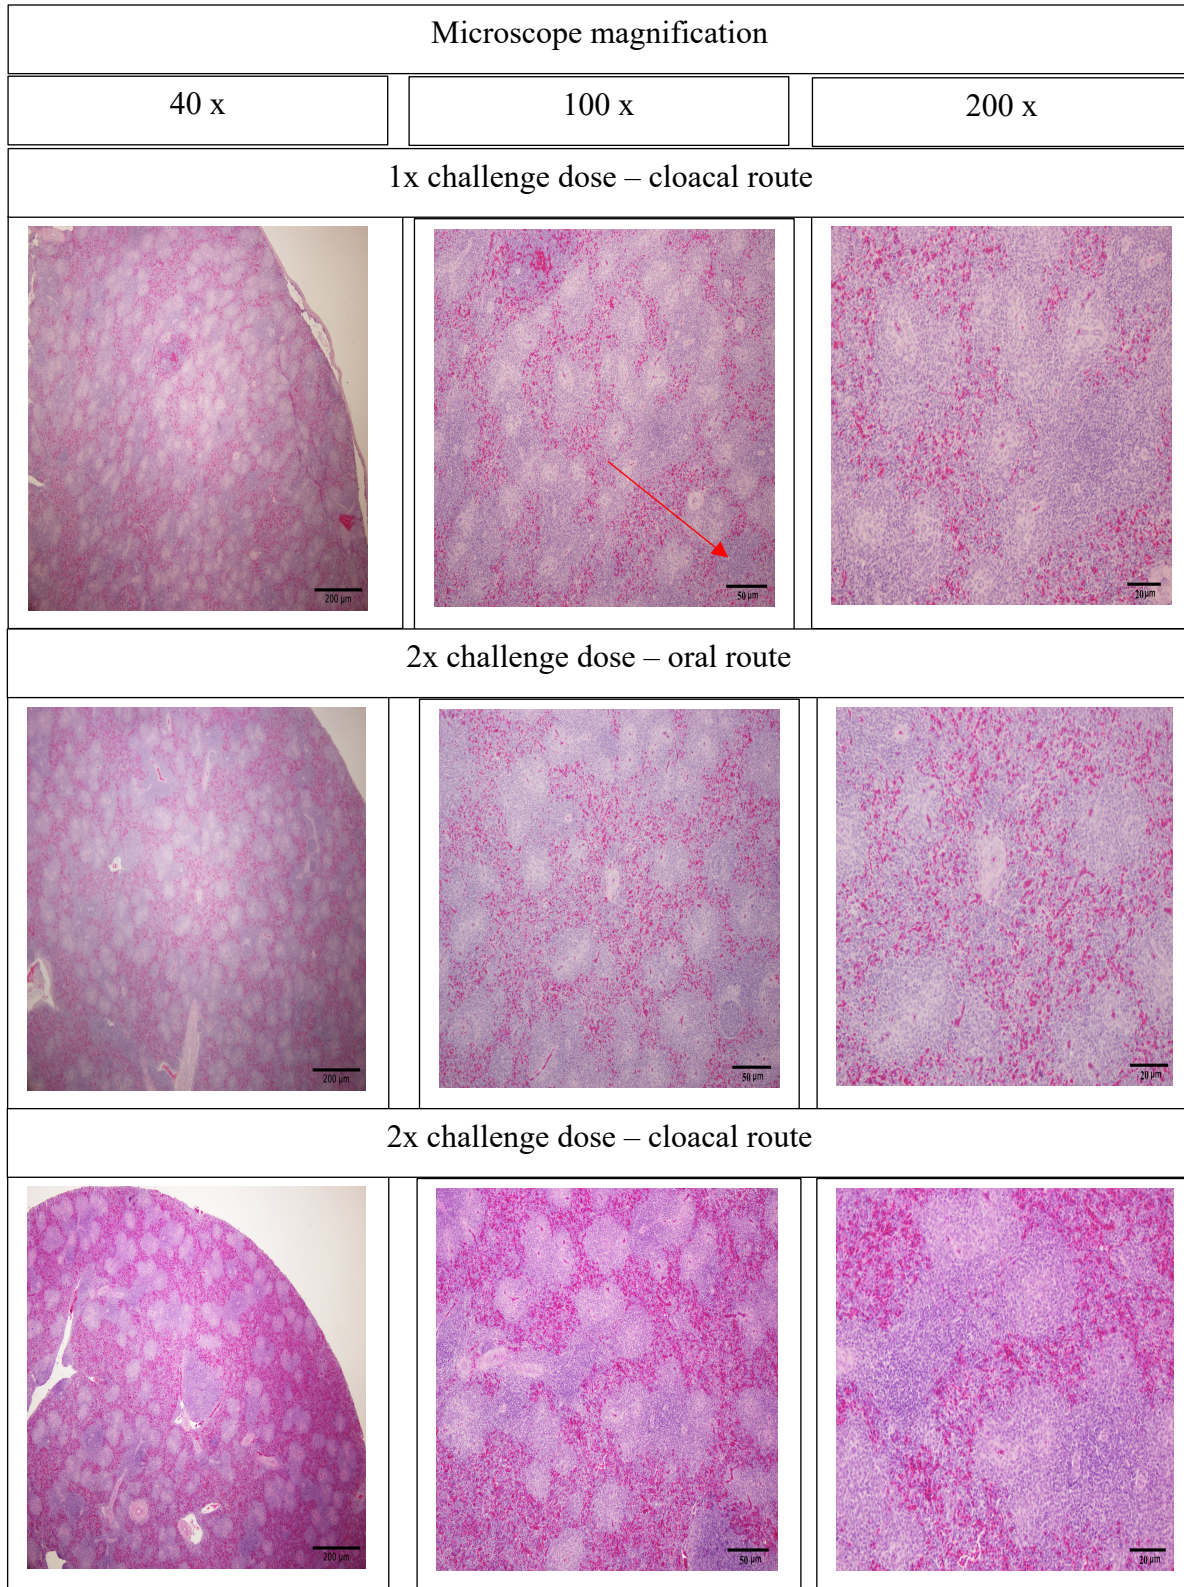 Microscope magnification
40 x
100 x
200 x
1x challenge dose – cloacal route
200 µm
50 µm
20 µm
2x challenge dose – oral route
200 µm
50 µm
20 µm
2x challenge dose – cloacal route
200 µm
50 µm
20 µm